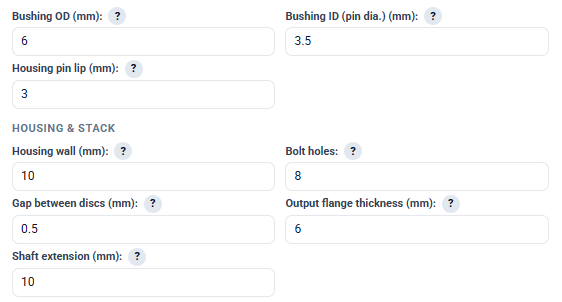 Bushing OD (mm): ? Bushing ID (pin dia.) (mm): ?
6 3.5
Housing pin lip (mm): ?
3
HOUSING & STACK
Housing wall (mm): ? Bolt holes: ?
10 8
Gap between discs (mm): ? Output flange thickness (mm): ?
0.5 6
Shaft extension (mm): ?
10